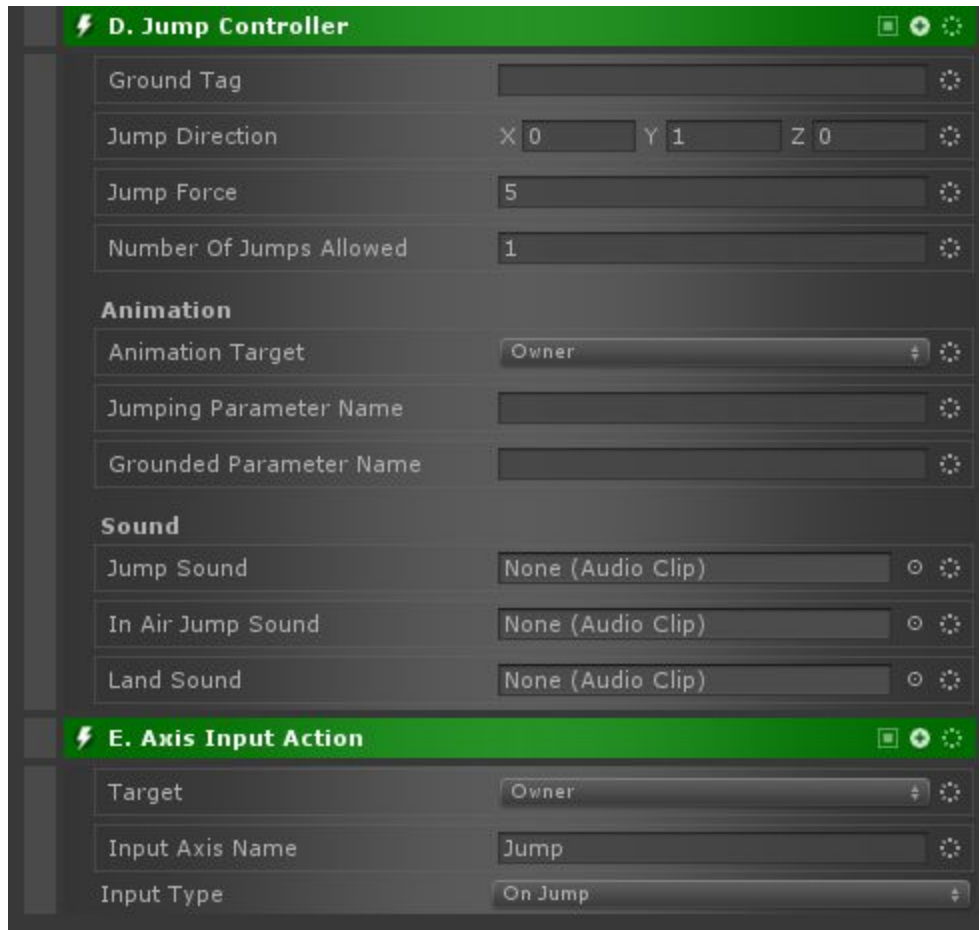 D. Jump Controller
Ground Tag
Jump Direction X 0 Y 1 Z 0
Jump Force 5
Number Of Jumps Allowed 1
Animation
Animation Target Owner
Jumping Parameter Name
Grounded Parameter Name
Sound
Jump Sound None (Audio Clip)
In Air Jump Sound None (Audio Clip)
Land Sound None (Audio Clip)
E. Axis Input Action
Target Owner
Input Axis Name Jump
Input Type On Jump